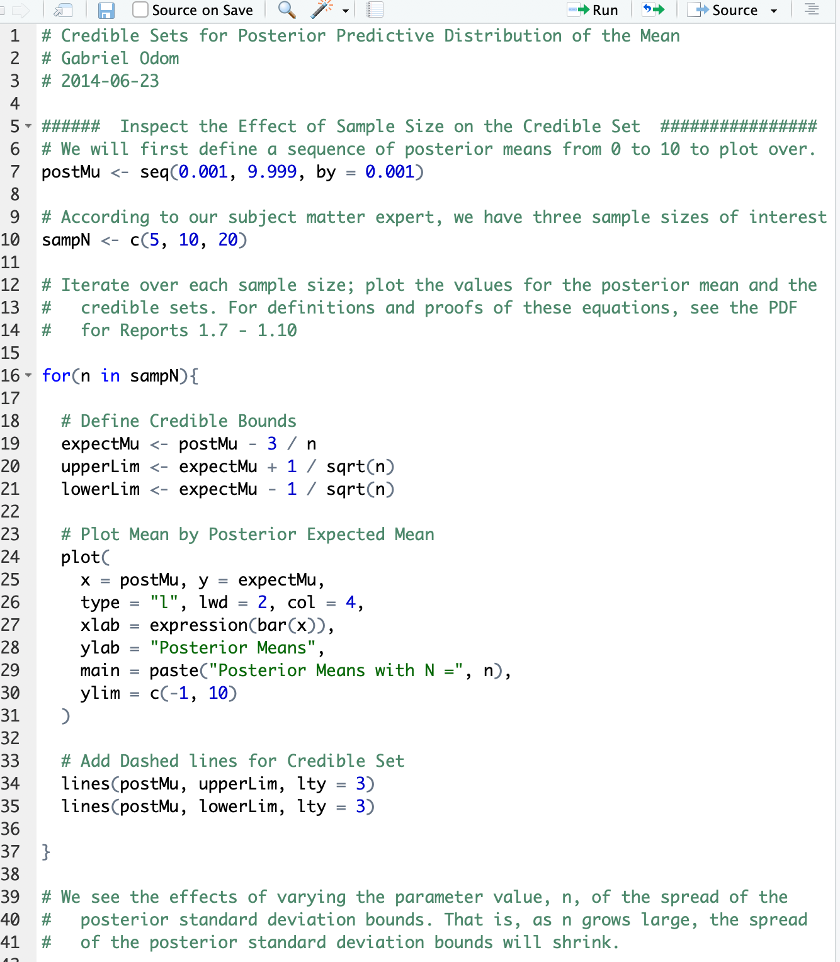 Source on Save Run Source
1 # Credible Sets for Posterior Predictive Distribution of the Mean
2 # Gabriel Odom
3 # 2014-06-23
4
5 ###### Inspect the Effect of Sample Size on the Credible Set ################
6 # We will first define a sequence of posterior means from 0 to 10 to plot over.
7 postMu <- seq(0.001, 9.999, by = 0.001)
8
9 # According to our subject matter expert, we have three sample sizes of interest
10 sampN <- c(5, 10, 20)
11
12 # Iterate over each sample size; plot the values for the posterior mean and the
13 #   credible sets. For definitions and proofs of these equations, see the PDF
14 #   for Reports 1.7 - 1.10
15
16 for(n in sampN){
17
18   # Define Credible Bounds
19   expectMu <- postMu - 3 / n
20   upperLim <- expectMu + 1 / sqrt(n)
21   lowerLim <- expectMu - 1 / sqrt(n)
22
23   # Plot Mean by Posterior Expected Mean
24   plot(
25     x = postMu, y = expectMu,
26     type = "l", lwd = 2, col = 4,
27     xlab = expression(bar(x)),
28     ylab = "Posterior Means",
29     main = paste("Posterior Means with N =", n),
30     ylim = c(-1, 10)
31   )
32
33   # Add Dashed lines for Credible Set
34   lines(postMu, upperLim, lty = 3)
35   lines(postMu, lowerLim, lty = 3)
36
37 }
38
39 # We see the effects of varying the parameter value, n, of the spread of the
40 #   posterior standard deviation bounds. That is, as n grows large, the spread
41 #   of the posterior standard deviation bounds will shrink.